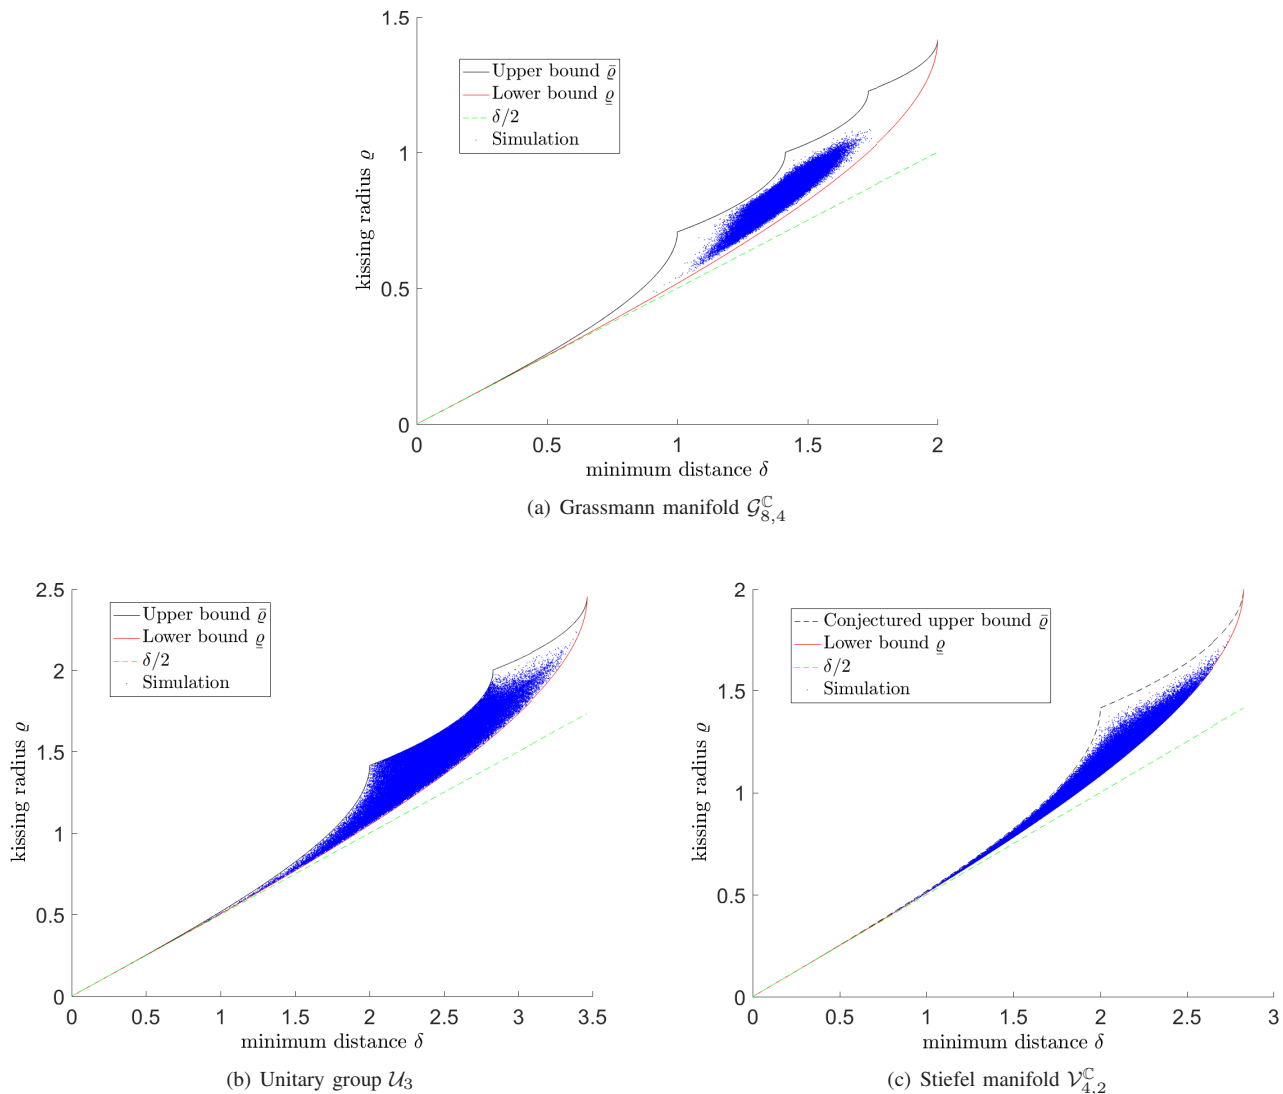 1.5
Upper bound ϱ̄
Lower bound ϱ̲
δ/2
Simulation
1
kissing radius ϱ
0.5
0
0 0.5 1 1.5 2
minimum distance δ
(a) Grassmann manifold 𝒢^ℂ_{8,4}
2.5
Upper bound ϱ̄
Lower bound ϱ̲
δ/2
Simulation
2
1.5
kissing radius ϱ
1
0.5
0
0 0.5 1 1.5 2 2.5 3 3.5
minimum distance δ
(b) Unitary group 𝒰_3
2
Conjectured upper bound ϱ̄
Lower bound ϱ̲
δ/2
Simulation
1.5
kissing radius ϱ
1
0.5
0
0 0.5 1 1.5 2 2.5 3
minimum distance δ
(c) Stiefel manifold 𝒱^ℂ_{4,2}